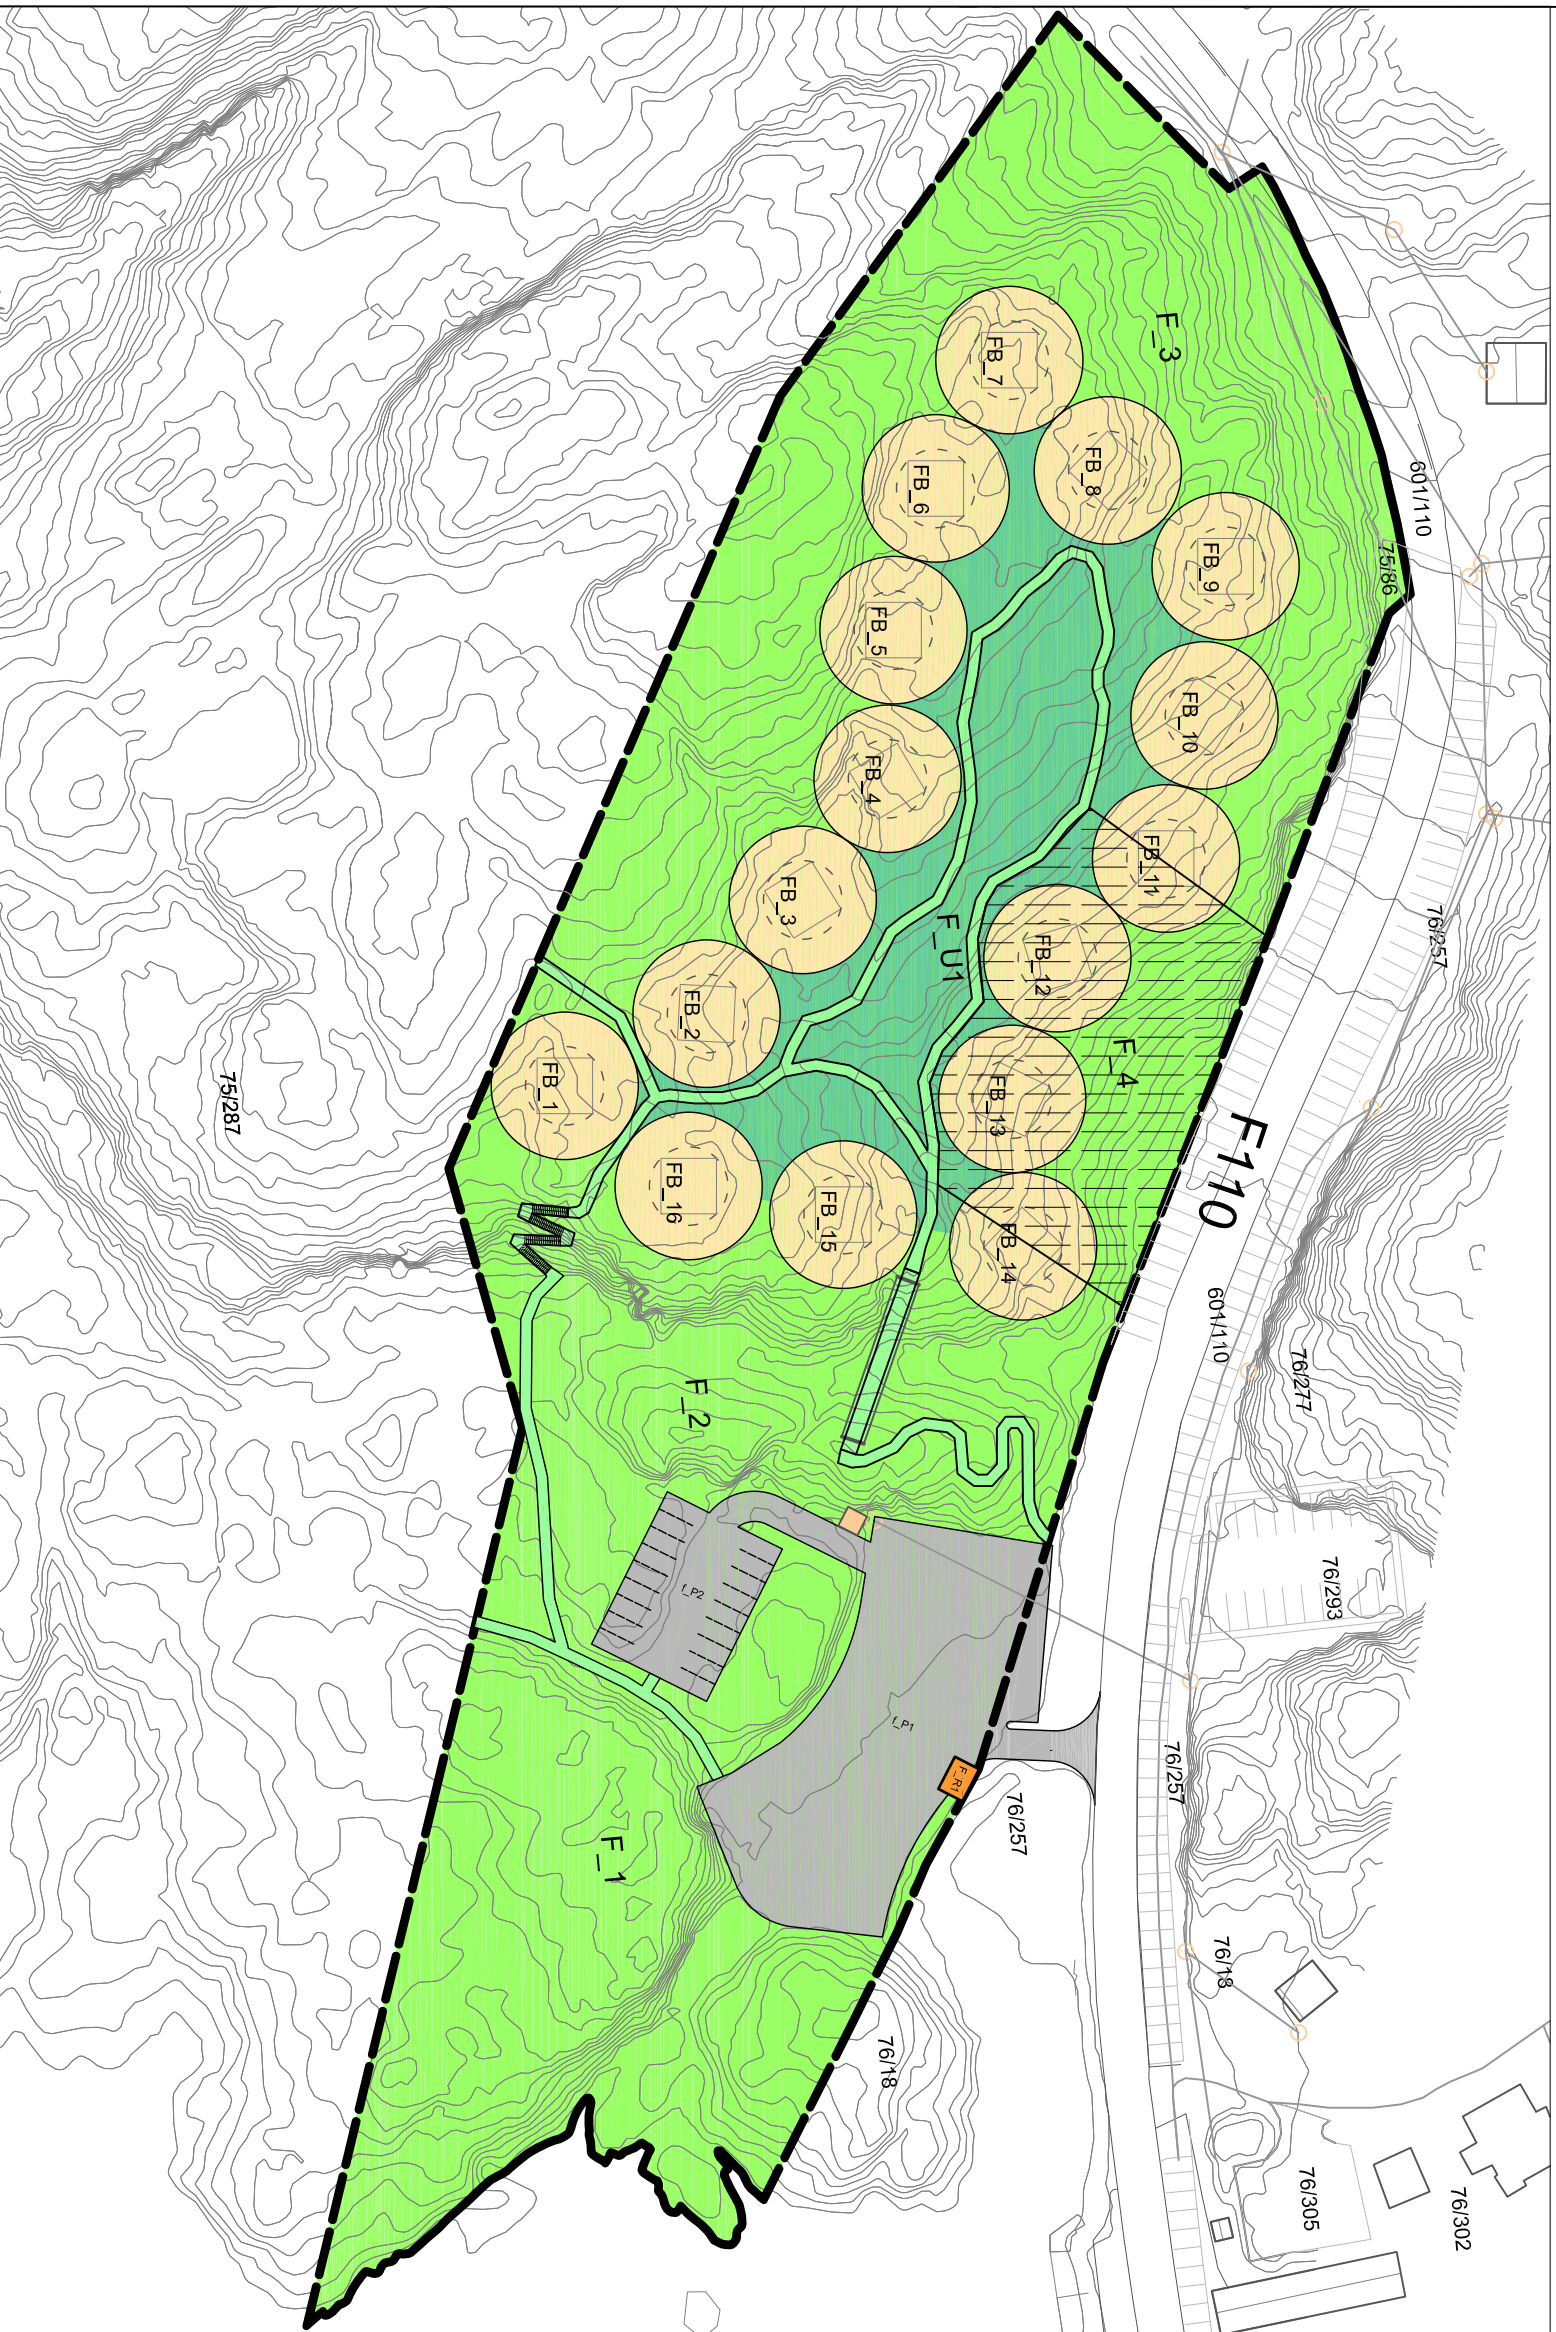 F_3
FB_7
FB_8
FB_6
601/110
75/86
FB_9
FB_5
FB_10
FB_4
FB_11
FB_3
F_U1
76/257
FB_12
FB_2
F_4
FB_1
75/287
FB_13
F110
FB_16
FB_15
FB_14
601/110
76/277
F_2
f_P2
76/293
f_P1
F_R1
76/257
76/257
F_1
76/18
76/18
76/305
76/302